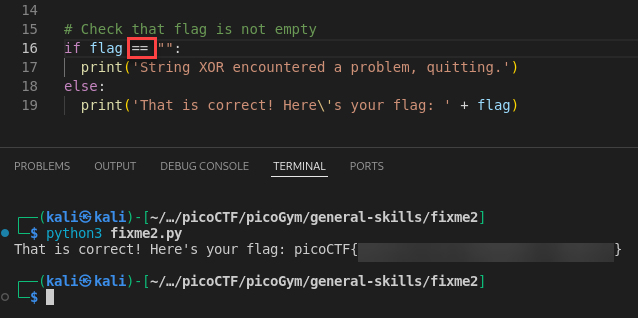 14
15 # Check that flag is not empty
16 if flag == "":
17 print('String XOR encountered a problem, quitting.')
18 else:
19 print('That is correct! Here\'s your flag: ' + flag)
PROBLEMS OUTPUT DEBUG CONSOLE TERMINAL PORTS
┌──(kali㉿kali)-[~/…/picoCTF/picoGym/general-skills/fixme2]
└─$ python3 fixme2.py
That is correct! Here's your flag: picoCTF{ }
┌──(kali㉿kali)-[~/…/picoCTF/picoGym/general-skills/fixme2]
└─$